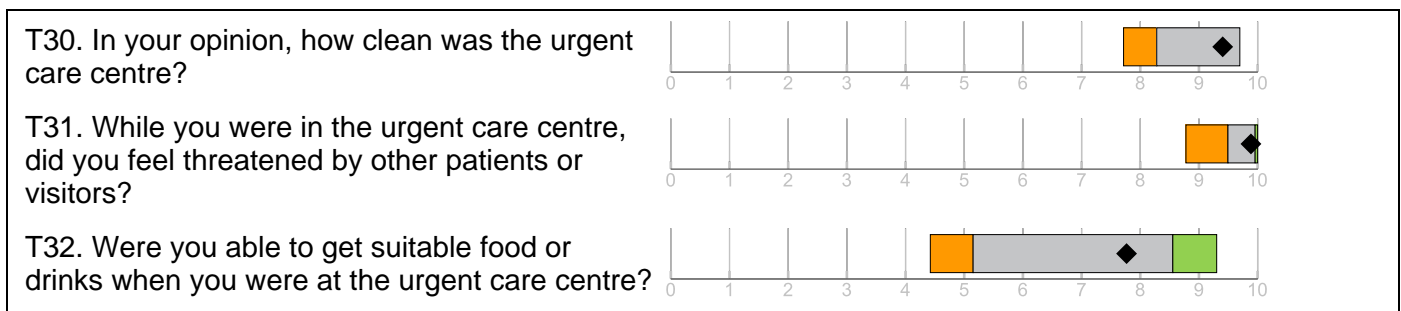 T30. In your opinion, how clean was the urgent
care centre?
0 1 2 3 4 5 6 7 8 9 10
T31. While you were in the urgent care centre,
did you feel threatened by other patients or
visitors?
0 1 2 3 4 5 6 7 8 9 10
T32. Were you able to get suitable food or
drinks when you were at the urgent care centre?
0 1 2 3 4 5 6 7 8 9 10